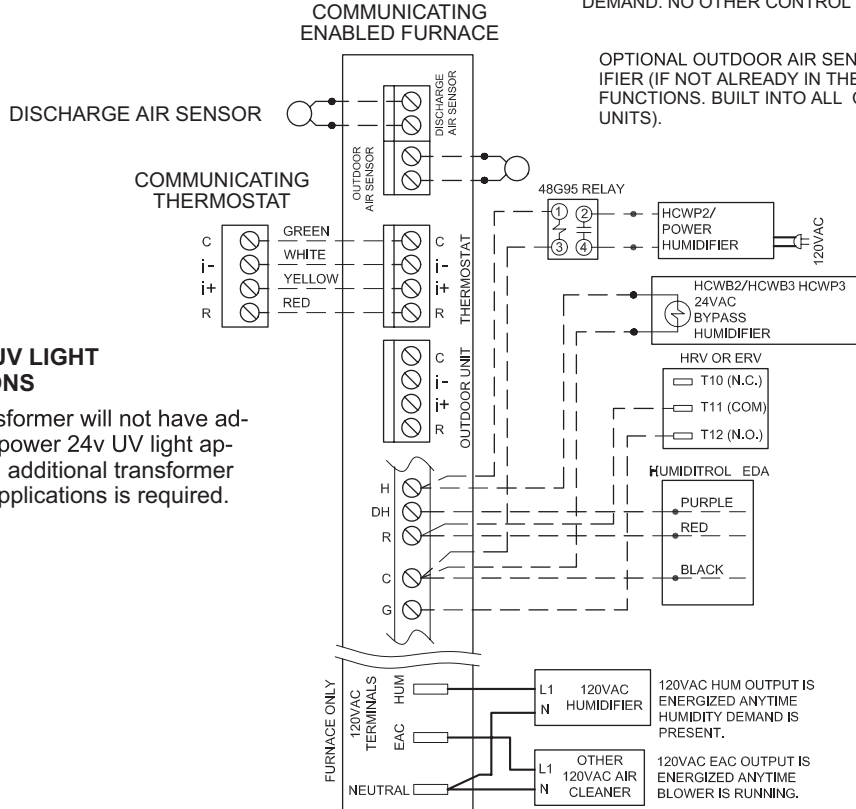 COMMUNICATING
ENABLED FURNACE
DEMAND. NO OTHER CONTROL
OPTIONAL OUTDOOR AIR SEN
IFIER (IF NOT ALREADY IN THE
FUNCTIONS. BUILT INTO ALL
UNITS).
DISCHARGE AIR SENSOR
DISCHARGE
AIR SENSOR
OUTDOOR
AIR SENSOR
COMMUNICATING
THERMOSTAT
C
i-
i+
R
GREEN
WHITE
YELLOW
RED
C
i-
i+
R
THERMOSTAT
48G95 RELAY
1
2
3
4
HCWP2/
POWER
HUMIDIFIER
120VAC
HCWB2/HCWB3 HCWP3
24VAC
BYPASS
HUMIDIFIER
UV LIGHT
ONS
nsformer will not have ad-
power 24v UV light ap-
additional transformer
pplications is required.
C
i-
i+
R
OUTDOOR UNIT
HRV OR ERV
T10 (N.C.)
T11 (COM)
T12 (N.O.)
H
DH
R
C
G
HUMIDITROL EDA
PURPLE
RED
BLACK
FURNACE ONLY
120VAC
TERMINALS
HUM
EAC
NEUTRAL
L1
N
120VAC
HUMIDIFIER
120VAC HUM OUTPUT IS
ENERGIZED ANYTIME
HUMIDITY DEMAND IS
PRESENT.
L1
N
OTHER
120VAC AIR
CLEANER
120VAC EAC OUTPUT IS
ENERGIZED ANYTIME
BLOWER IS RUNNING.